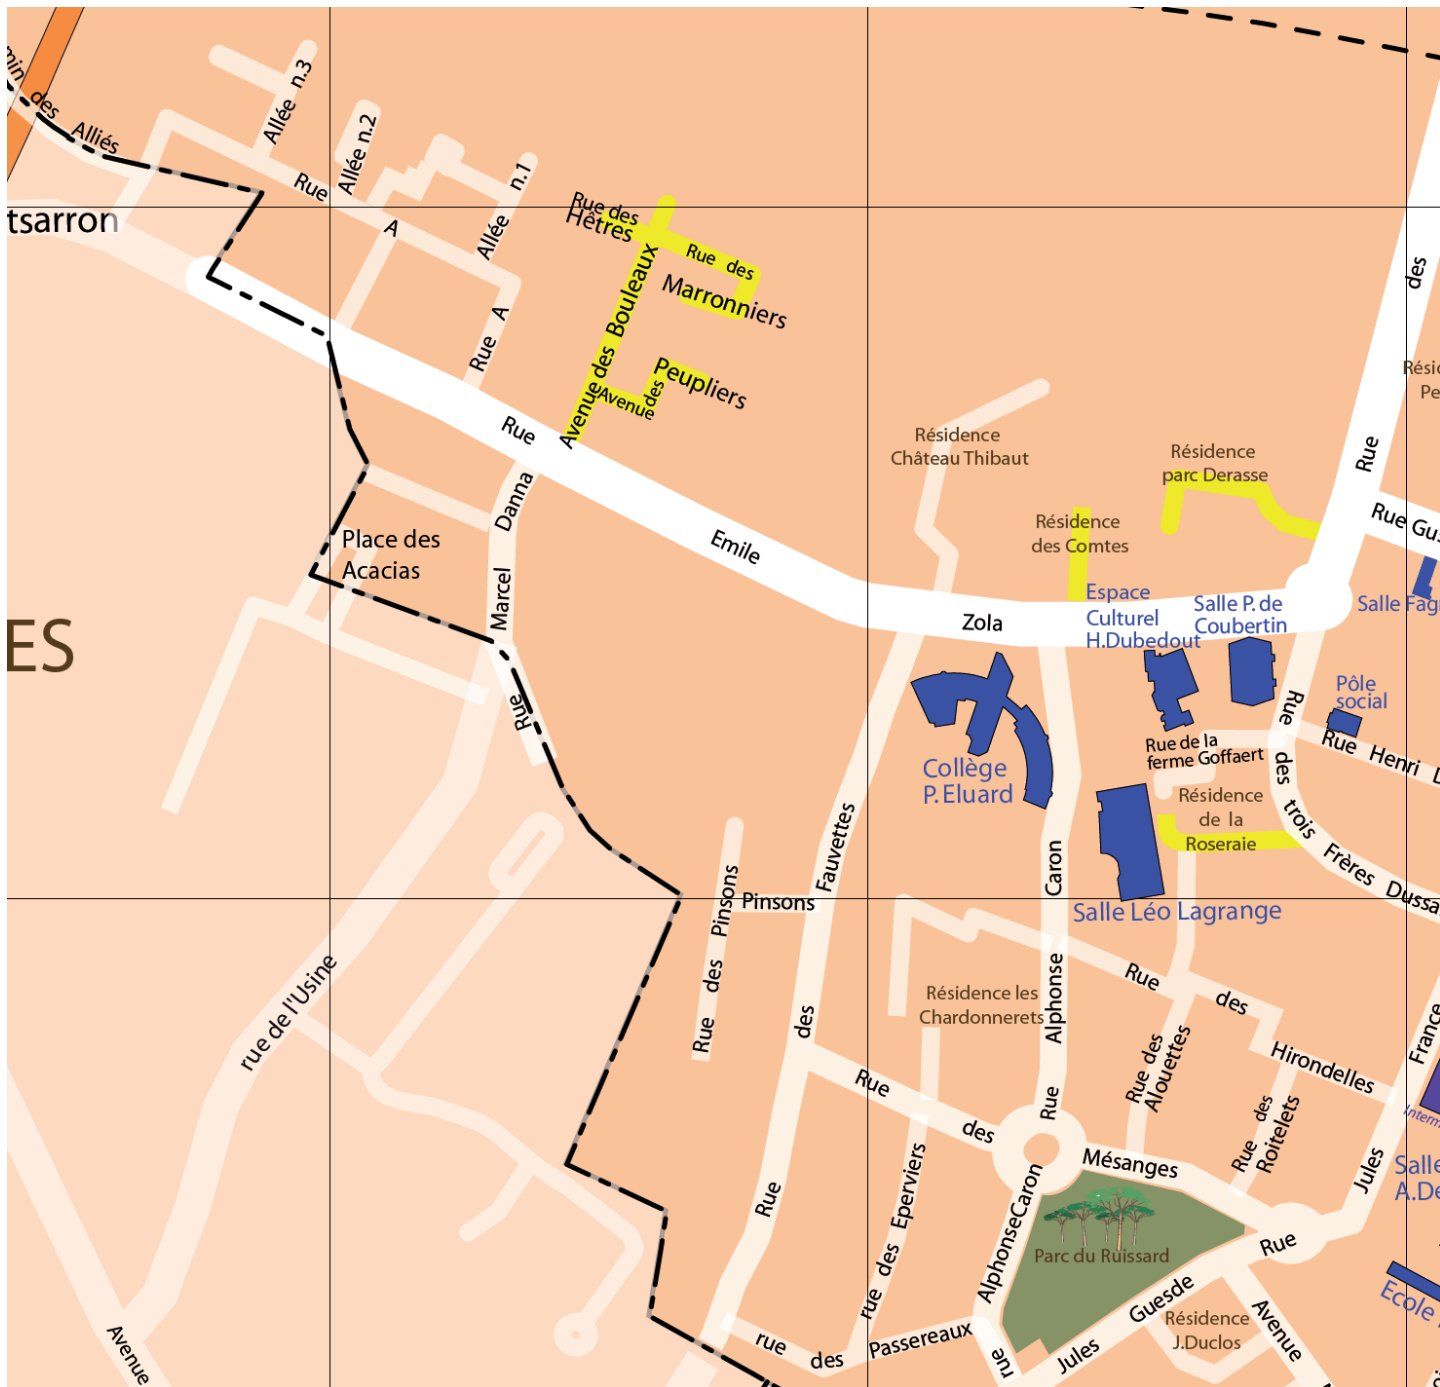 des
Alliés
tsarron
Allée n.3
Allée n.2
Allée n.1
Rue A
Rue A
Rue des
Hêtres
Rue des
Marronniers
Avenue des Bouleaux
Avenue des
Peupliers
Rue Emile Zola
Rue Marcel Danna
Place des
Acacias
ES
Résidence
Château Thibaut
Résidence
des Comtes
Résidence
parc Derasse
Rue des
Rue Gus
Espace
Culturel
H.Dubedout
Salle P. de
Coubertin
Salle Fag
Pôle
social
Rue Henri
Rue de la
ferme Goffaert
Rue des trois Frères Dussa
Collège
P. Eluard
Résidence
de la
Roseraie
Salle Léo Lagrange
Rue des Fauvettes
Pinsons
Rue des Pinsons
Rue Alphonse Caron
rue de l'Usine
Résidence les
Chardonnerets
Rue des Hirondelles
Rue des
Alouettes
Rue des
Roitelets
Rue des Mésanges
rue des Eperviers
rue Alphonse Caron
Parc du Ruissard
Rue Jules Guesde
Jules France
Interm
Salle
A.De
Ecole
Résidence
J.Duclos
Avenue
rue des Passereaux
Avenue